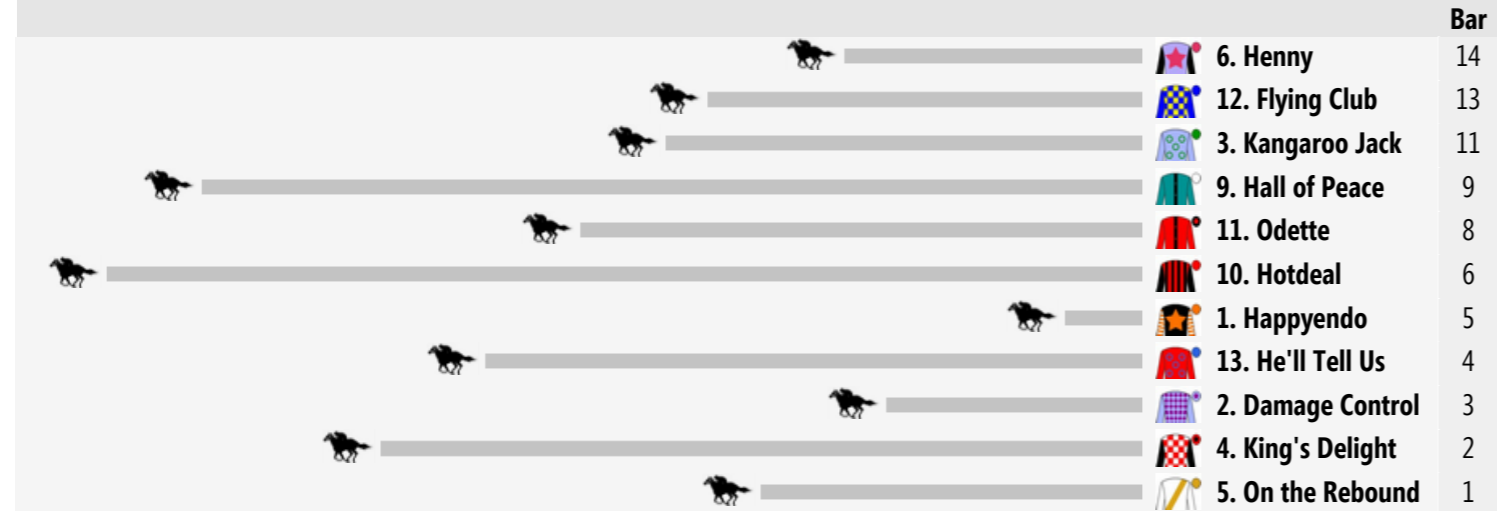 Bar
6. Henny 14
12. Flying Club 13
3. Kangaroo Jack 11
9. Hall of Peace 9
11. Odette 8
10. Hotdeal 6
1. Happyendo 5
13. He'll Tell Us 4
2. Damage Control 3
4. King's Delight 2
5. On the Rebound 1